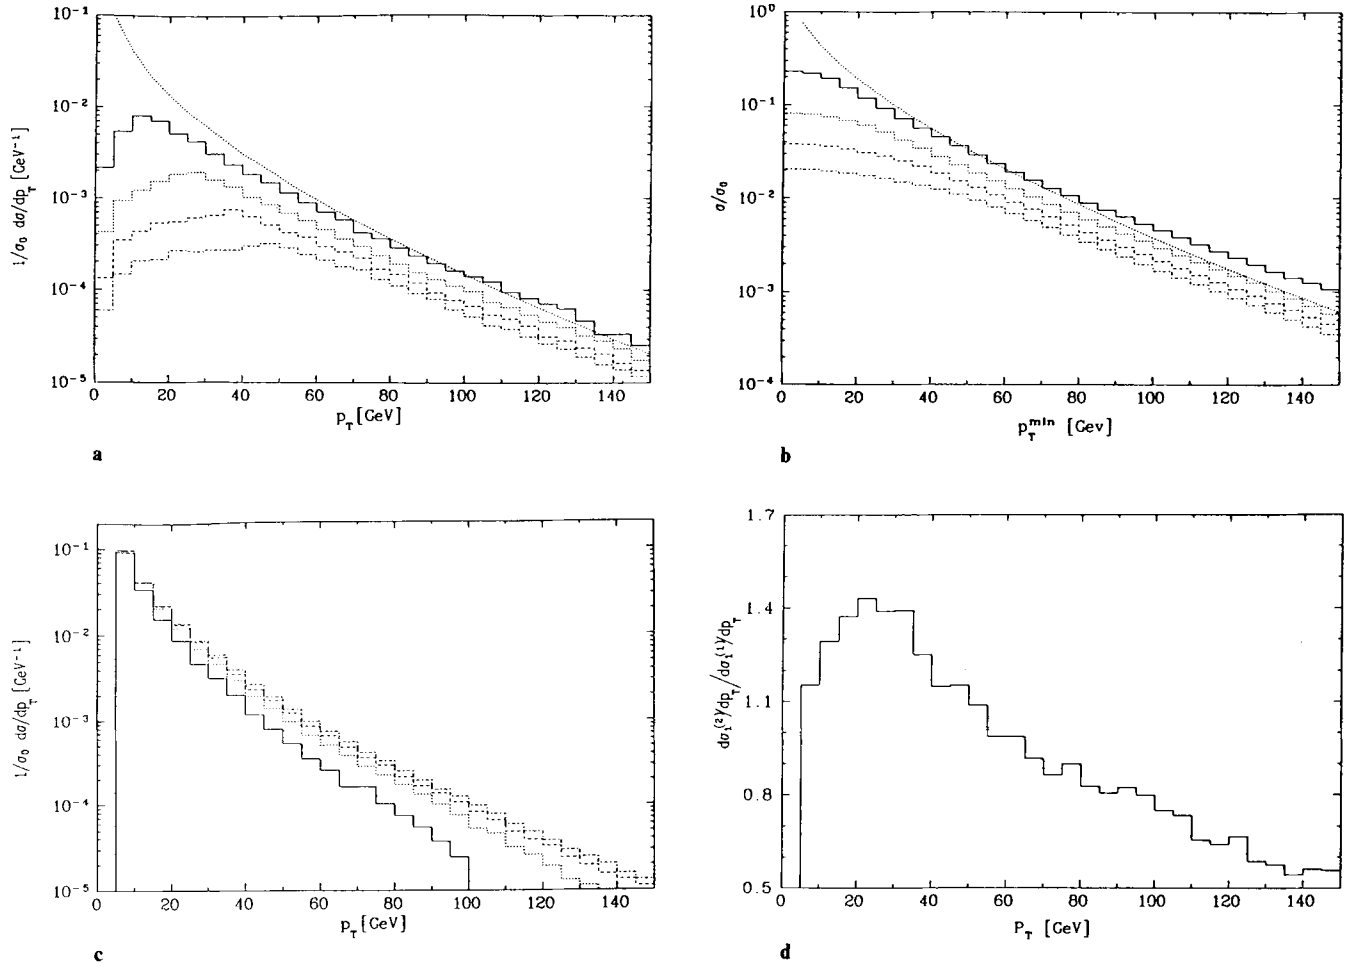 10⁻¹
10⁻²
10⁻³
10⁻⁴
10⁻⁵
1/σ₀ dσ/dp_T [GeV⁻¹]
0 20 40 60 80 100 120 140
p_T [GeV]
a
10⁰
10⁻¹
10⁻²
10⁻³
10⁻⁴
σ/σ₀
0 20 40 60 80 100 120 140
p_T^min [Gev]
b
10⁻¹
10⁻²
10⁻³
10⁻⁴
10⁻⁵
1/σ₀ dσ/dp_T [GeV⁻¹]
0 20 40 60 80 100 120 140
p_T [GeV]
c
1.7
1.4
1.1
0.8
0.5
dσ₁⁽²⁾/dp_T/dσ₁⁽¹⁾/dp_T
0 20 40 60 80 100 120 140
P_T [GeV]
d